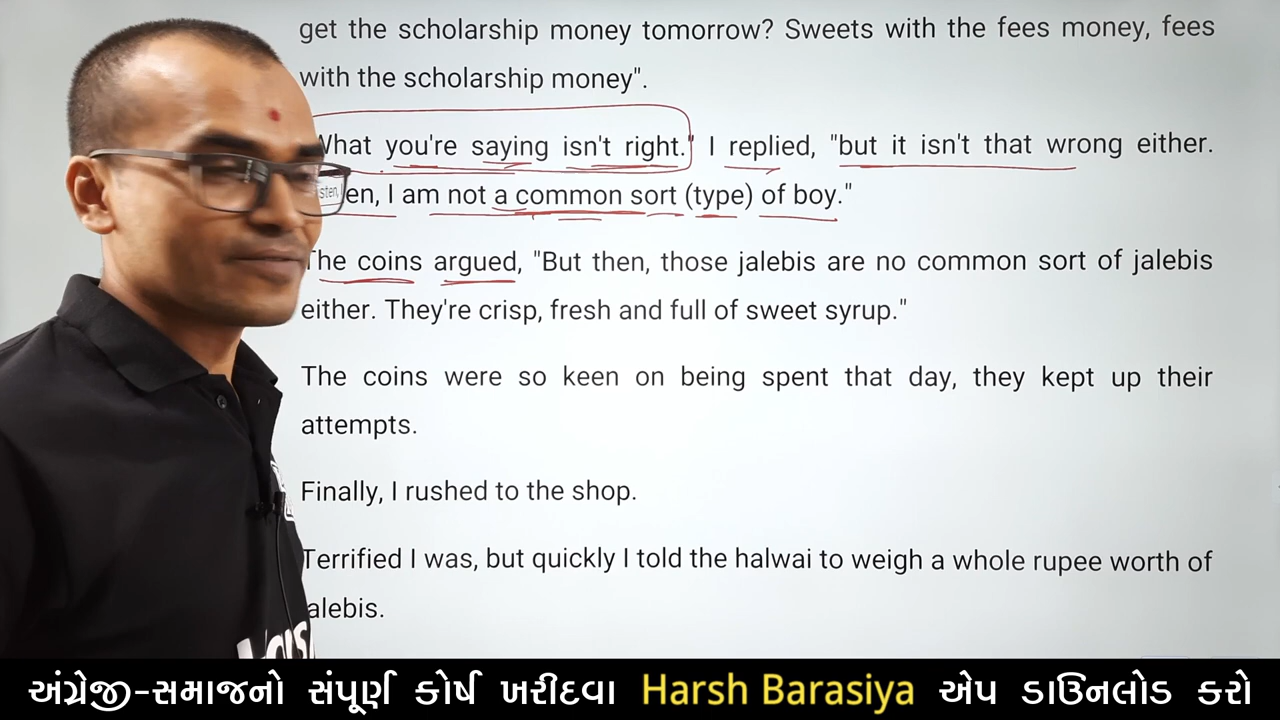 get the scholarship money tomorrow? Sweets with the fees money, fees
with the scholarship money".
What you're saying isn't right." I replied, "but it isn't that wrong either.
sten, I am not a common sort (type) of boy."
The coins argued, "But then, those jalebis are no common sort of jalebis
either. They're crisp, fresh and full of sweet syrup."
The coins were so keen on being spent that day, they kept up their
attempts.
Finally, I rushed to the shop.
Terrified I was, but quickly I told the halwai to weigh a whole rupee worth of
alebis.
અંગ્રેજી-સમાજનો સંપૂર્ણ કોર્ષ ખરીદવા Harsh Barasiya એપ ડાઉનલોડ કરો